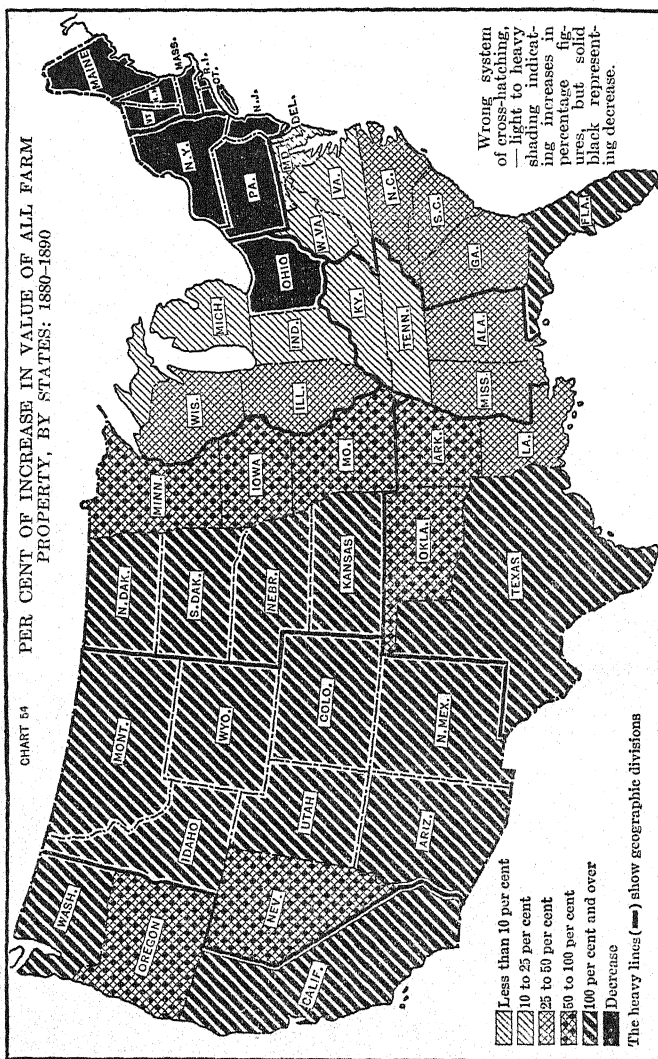 CHART 54
PER CENT OF INCREASE IN VALUE OF ALL FARM
PROPERTY, BY STATES: 1880-1890
WASH.
OREGON
CALIF.
NEV.
IDAHO
MONT.
WYO.
UTAH
ARIZ.
COLO.
N. MEX.
N. DAK.
S. DAK.
NEBR.
KANSAS
OKLA.
TEXAS
MINN.
IOWA
MO.
ARK.
LA.
WIS.
ILL.
MICH.
IND.
OHIO
KY.
TENN.
MISS.
ALA.
GA.
FLA.
S.C.
N.C.
VA.
W.VA.
MD.
DEL.
PA.
N.J.
N.Y.
CT.
R.I.
MASS.
VT.
N.H.
MAINE
Wrong system
of cross-hatching,
— light to heavy
shading indicat-
ing increases in
percentage fig-
ures, but solid
black represent-
ing decrease.
Less than 10 per cent
10 to 25 per cent
25 to 50 per cent
50 to 100 per cent
100 per cent and over
Decrease
The heavy lines (▬) show geographic divisions